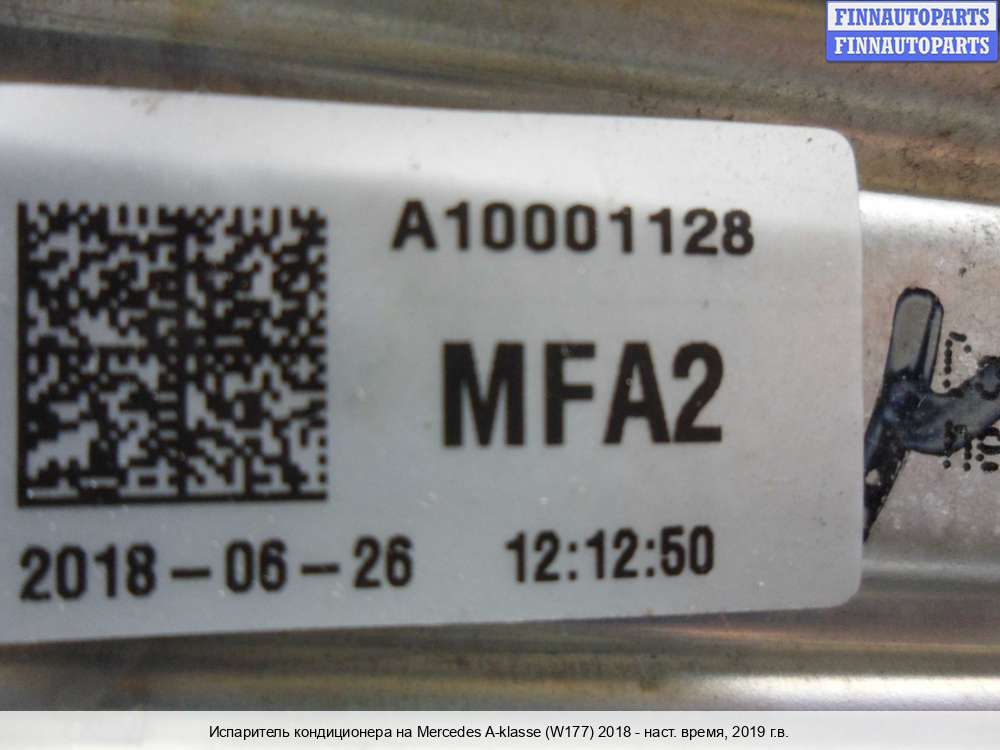 FINNAUTOPARTS
FINNAUTOPARTS
A10001128
MFA2
2018-06-26 12:12:50
Испаритель кондиционера на Mercedes A-klasse (W177) 2018 - наст. время, 2019 г.в.